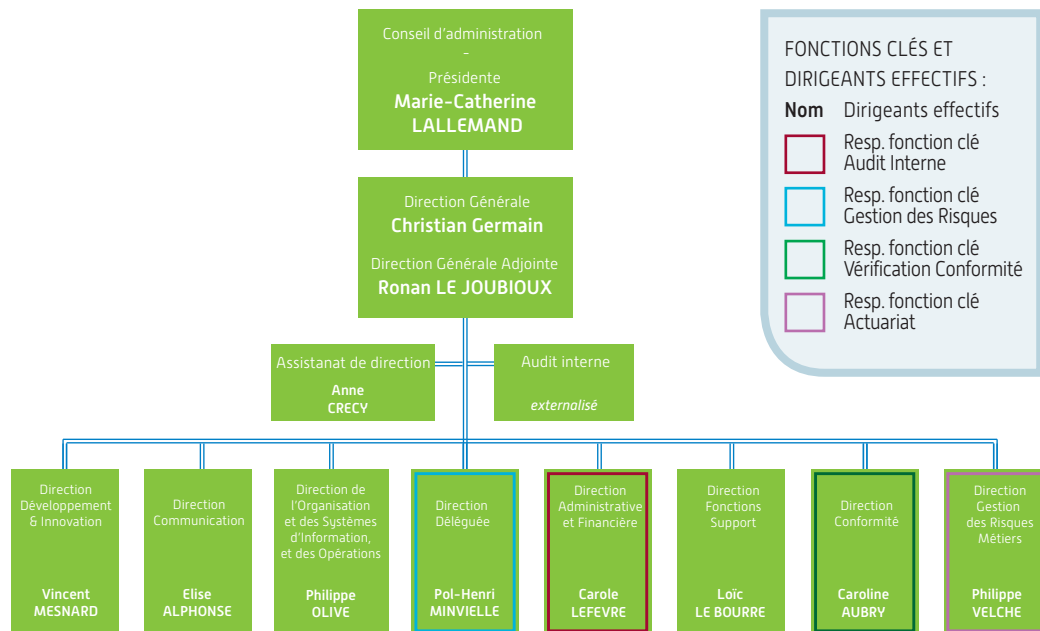 Conseil d'administration
–
Présidente
Marie-Catherine
LALLEMAND
Direction Générale
Christian Germain
Direction Générale Adjointe
Ronan LE JOUBIOUX
Assistanat de direction
Anne
CRECY
Audit interne
externalisé
Direction
Développement
& Innovation
Vincent
MESNARD
Direction
Communication
Elise
ALPHONSE
Direction de
l'Organisation
et des Systèmes
d'Information,
et des Opérations
Philippe
OLIVE
Direction
Déléguée
Pol-Henri
MINVIELLE
Direction
Administrative
et Financière
Carole
LEFEVRE
Direction
Fonctions
Support
Loïc
LE BOURRE
Direction
Conformité
Caroline
AUBRY
Direction
Gestion
des Risques
Métiers
Philippe
VELCHE
FONCTIONS CLÉS ET
DIRIGEANTS EFFECTIFS :
Nom Dirigeants effectifs
Resp. fonction clé
Audit Interne
Resp. fonction clé
Gestion des Risques
Resp. fonction clé
Vérification Conformité
Resp. fonction clé
Actuariat